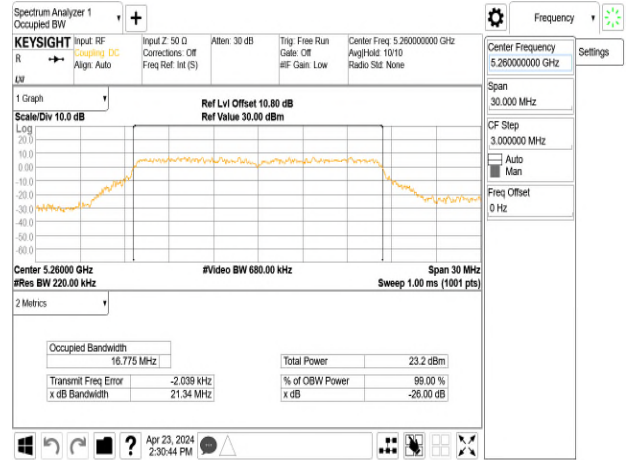 Spectrum Analyzer 1
Occupied BW
Frequency
KEYSIGHT
R
Input: RF
Coupling: DC
Align: Auto
Input Z: 50 Ω
Corrections: Off
Freq Ref: Int (S)
Atten: 30 dB
Trig: Free Run
Gate: Off
#IF Gain: Low
Center Freq: 5.260000000 GHz
Avg|Hold: 10/10
Radio Std: None
Center Frequency
5.260000000 GHz
Settings
Span
30.000 MHz
CF Step
3.000000 MHz
Auto
Man
Freq Offset
0 Hz
1 Graph
Scale/Div 10.0 dB
Ref Lvl Offset 10.80 dB
Ref Value 30.00 dBm
Log
20.0
10.0
0.00
-10.0
-20.0
-30.0
-40.0
-50.0
-60.0
Center 5.26000 GHz
#Res BW 220.00 kHz
#Video BW 680.00 kHz
Span 30 MHz
Sweep 1.00 ms (1001 pts)
2 Metrics
Occupied Bandwidth
16.775 MHz
Total Power 23.2 dBm
Transmit Freq Error -2.039 kHz
% of OBW Power 99.00 %
x dB Bandwidth 21.34 MHz
x dB -26.00 dB
?
Apr 23, 2024
2:30:44 PM